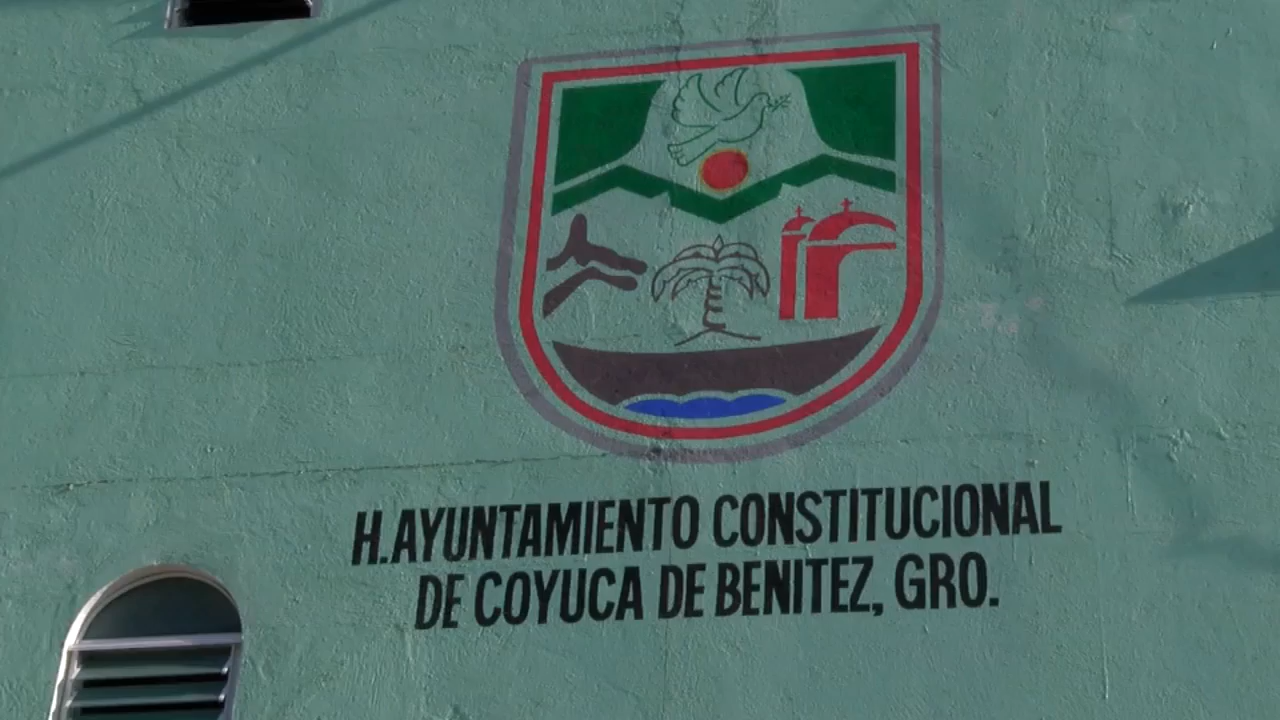 H.AYUNTAMIENTO CONSTITUCIONAL
DE COYUCA DE BENITEZ, GRO.